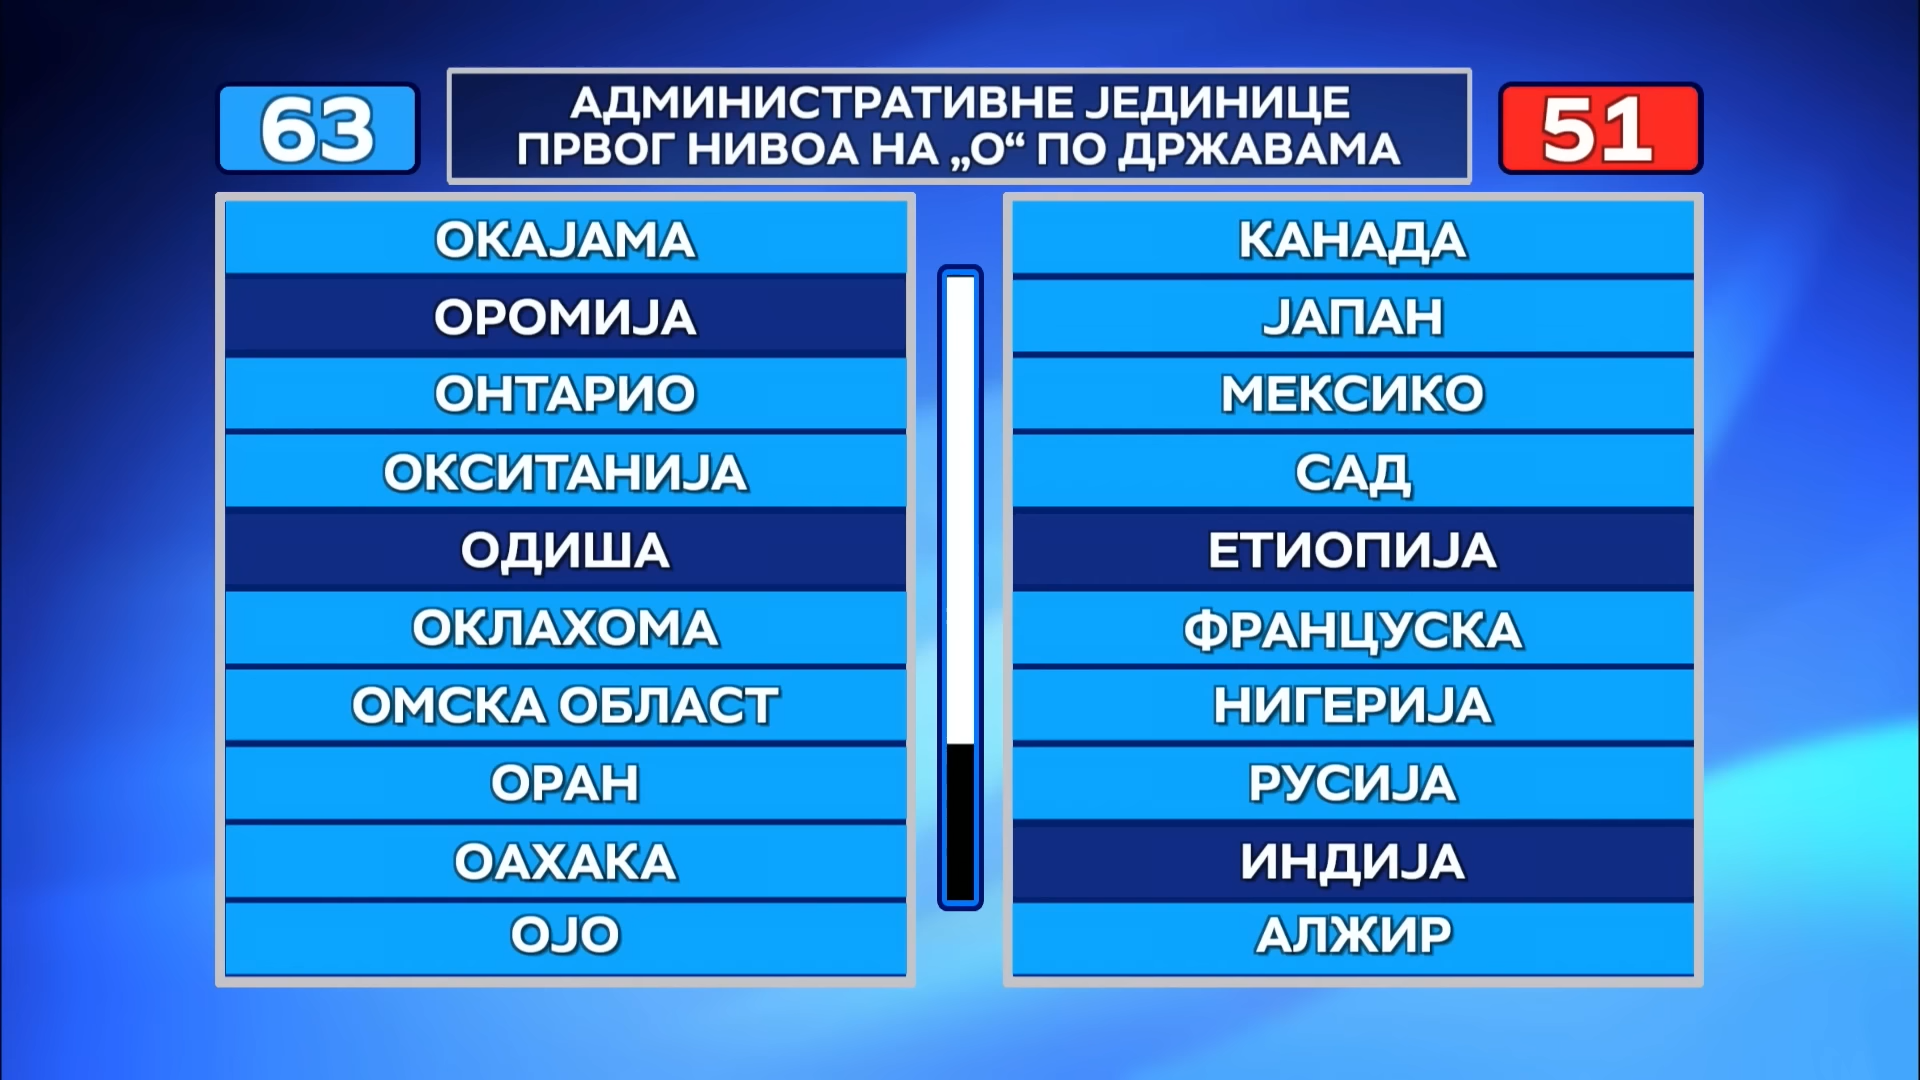 63
АДМИНИСТРАТИВНЕ ЈЕДИНИЦЕ
ПРВОГ НИВОА НА „О“ ПО ДРЖАВАМА
51
ОКАЈАМА
ОРОМИЈА
ОНТАРИО
ОКСИТАНИЈА
ОДИША
ОКЛАХОМА
ОМСКА ОБЛАСТ
ОРАН
ОАХАКА
ОЈО
КАНАДА
ЈАПАН
МЕКСИКО
САД
ЕТИОПИЈА
ФРАНЦУСКА
НИГЕРИЈА
РУСИЈА
ИНДИЈА
АЛЖИР